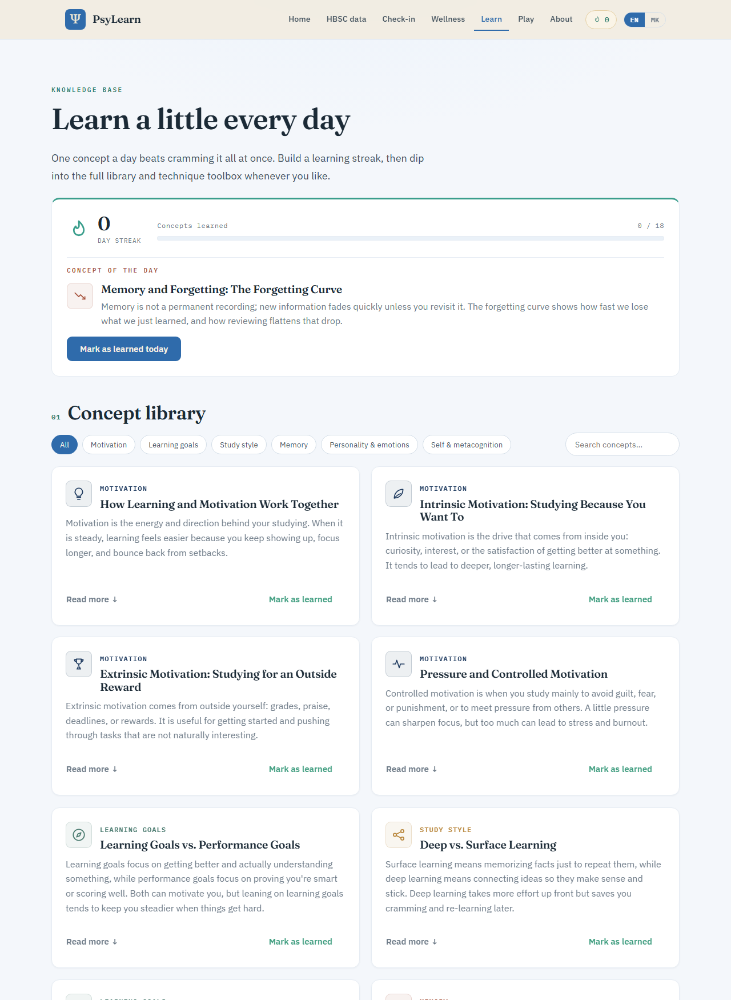 Ψ PsyLearn
Home HBSC data Check-in Wellness Learn Play About 0 EN MK
KNOWLEDGE BASE
Learn a little every day
One concept a day beats cramming it all at once. Build a learning streak, then dip
into the full library and technique toolbox whenever you like.
0
DAY STREAK
Concepts learned 0 / 18
CONCEPT OF THE DAY
Memory and Forgetting: The Forgetting Curve
Memory is not a permanent recording; new information fades quickly unless you revisit it. The forgetting curve shows how fast we lose
what we just learned, and how reviewing flattens that drop.
Mark as learned today
01 Concept library
All Motivation Learning goals Study style Memory Personality & emotions Self & metacognition Search concepts...
MOTIVATION
How Learning and Motivation Work Together
Motivation is the energy and direction behind your studying. When it
is steady, learning feels easier because you keep showing up, focus
longer, and bounce back from setbacks.
Read more ↓ Mark as learned
MOTIVATION
Intrinsic Motivation: Studying Because You
Want To
Intrinsic motivation is the drive that comes from inside you:
curiosity, interest, or the satisfaction of getting better at something.
It tends to lead to deeper, longer-lasting learning.
Read more ↓ Mark as learned
MOTIVATION
Extrinsic Motivation: Studying for an Outside
Reward
Extrinsic motivation comes from outside yourself: grades, praise,
deadlines, or rewards. It is useful for getting started and pushing
through tasks that are not naturally interesting.
Read more ↓ Mark as learned
MOTIVATION
Pressure and Controlled Motivation
Controlled motivation is when you study mainly to avoid guilt, fear,
or punishment, or to meet pressure from others. A little pressure
can sharpen focus, but too much can lead to stress and burnout.
Read more ↓ Mark as learned
LEARNING GOALS
Learning Goals vs. Performance Goals
Learning goals focus on getting better and actually understanding
something, while performance goals focus on proving you're smart
or scoring well. Both can motivate you, but leaning on learning goals
tends to keep you steadier when things get hard.
Read more ↓ Mark as learned
STUDY STYLE
Deep vs. Surface Learning
Surface learning means memorizing facts just to repeat them, while
deep learning means connecting ideas so they make sense and
stick. Deep learning takes more effort up front but saves you
cramming and re-learning later.
Read more ↓ Mark as learned